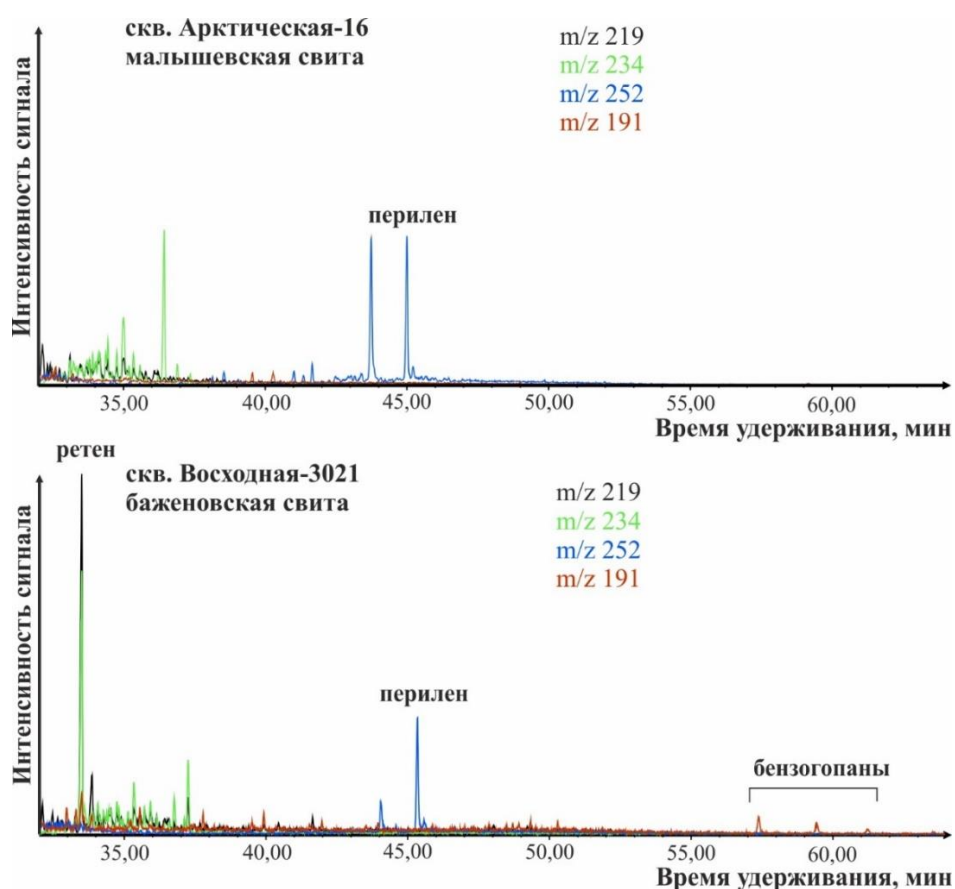 скв. Арктическая-16
малышевская свита
m/z 219
m/z 234
m/z 252
m/z 191
Интенсивность сигнала
перилен
35,00 40,00 45,00 50,00 55,00 60,00
Время удерживания, мин
ретен
скв. Восходная-3021
баженовская свита
m/z 219
m/z 234
m/z 252
m/z 191
Интенсивность сигнала
перилен
бензогопаны
35,00 40,00 45,00 50,00 55,00 60,00
Время удерживания, мин